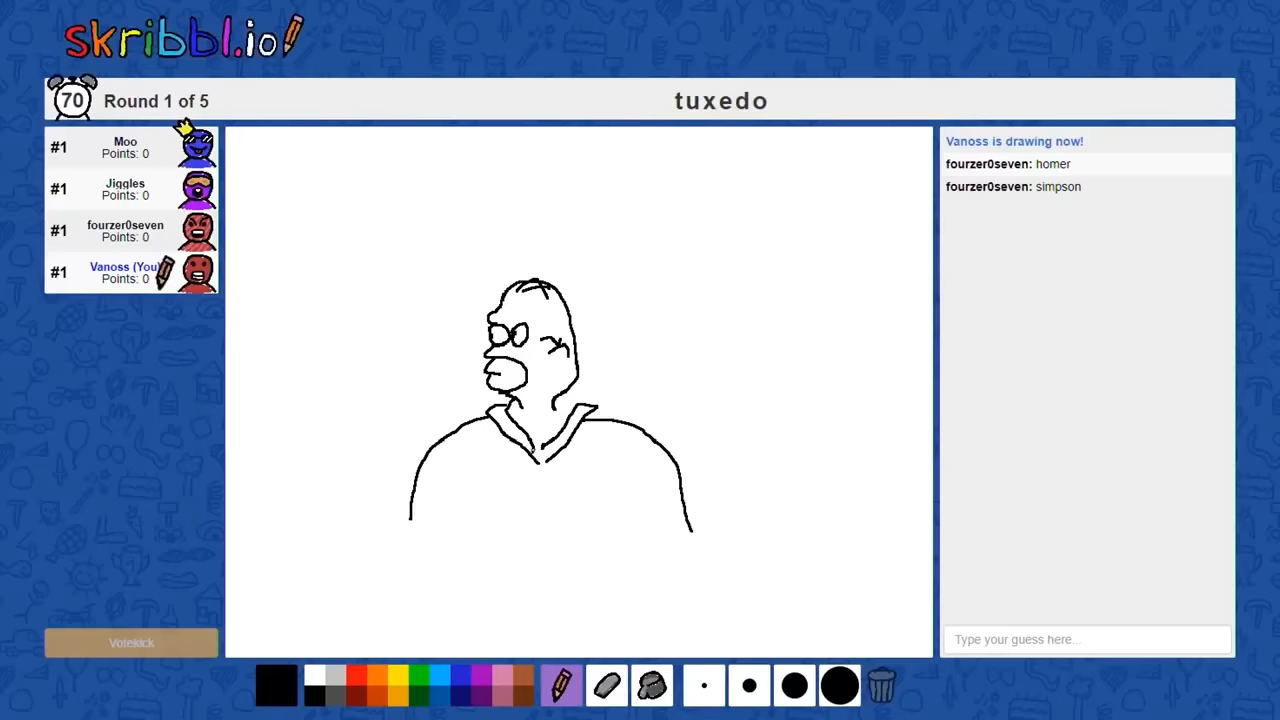 skribbl.io
70
Round 1 of 5
tuxedo
#1
Moo
Points: 0
#1
Jiggles
Points: 0
#1
fourzer0seven
Points: 0
#1
Vanoss (You)
Points: 0
Vanoss is drawing now!
fourzer0seven: homer
fourzer0seven: simpson
Votekick
Type your guess here...